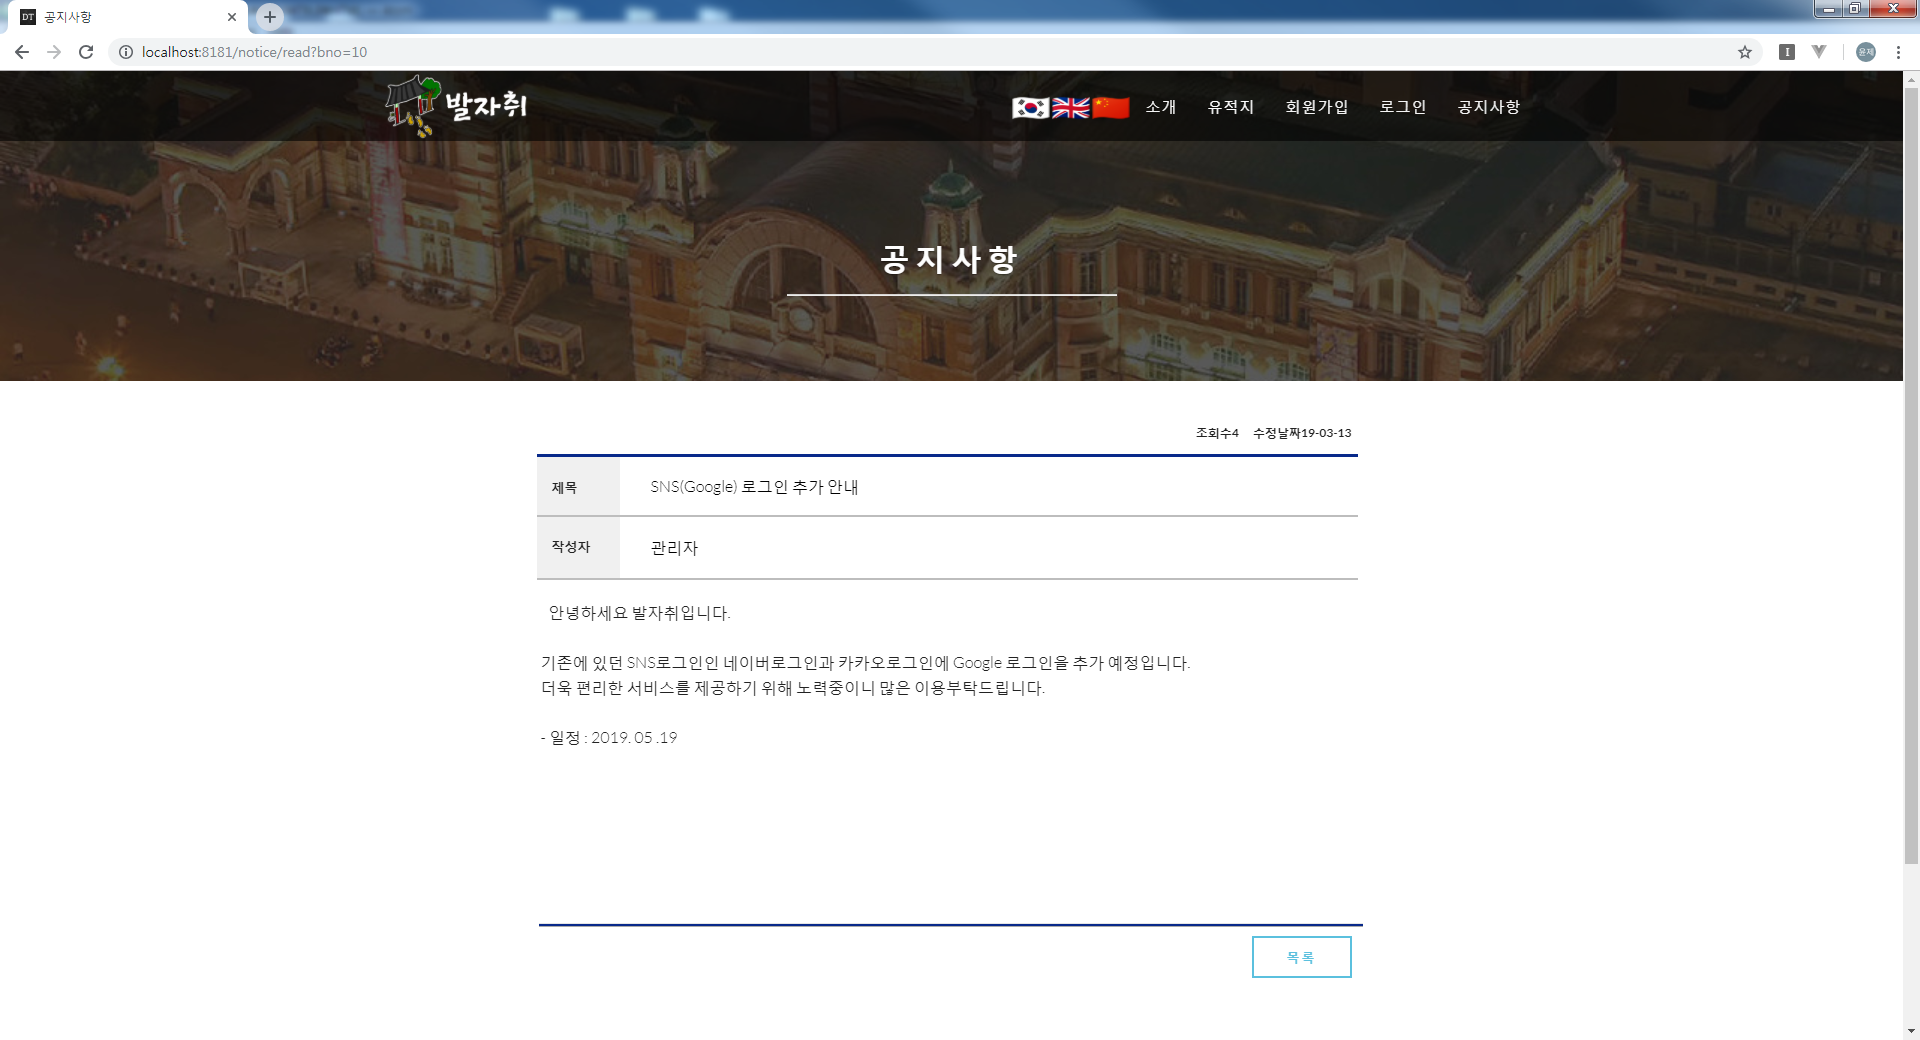 DT 공지사항
localhost:8181/notice/read?bno=10
윤제
발자취
소개 유적지 회원가입 로그인 공지사항
공지사항
조회수4 수정날짜19-03-13
제목 SNS(Google) 로그인 추가 안내
작성자 관리자
안녕하세요 발자취입니다.
기존에 있던 SNS로그인인 네이버로그인과 카카오로그인에 Google 로그인을 추가 예정입니다.
더욱 편리한 서비스를 제공하기 위해 노력중이니 많은 이용부탁드립니다.
- 일정 : 2019. 05 .19
목록